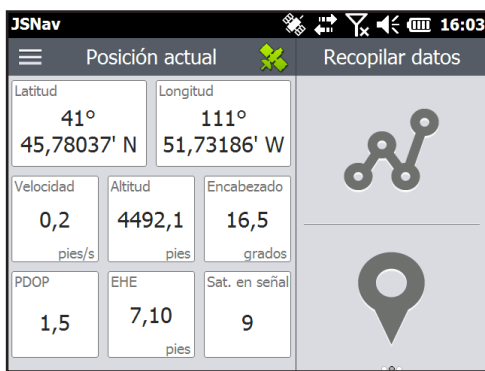 JSNav 16:03
Posición actual Recopilar datos
Latitud Longitud
41° 111°
45,78037' N 51,73186' W
Velocidad Altitud Encabezado
0,2 4492,1 16,5
pies/s pies grados
PDOP EHE Sat. en señal
1,5 7,10 9
pies